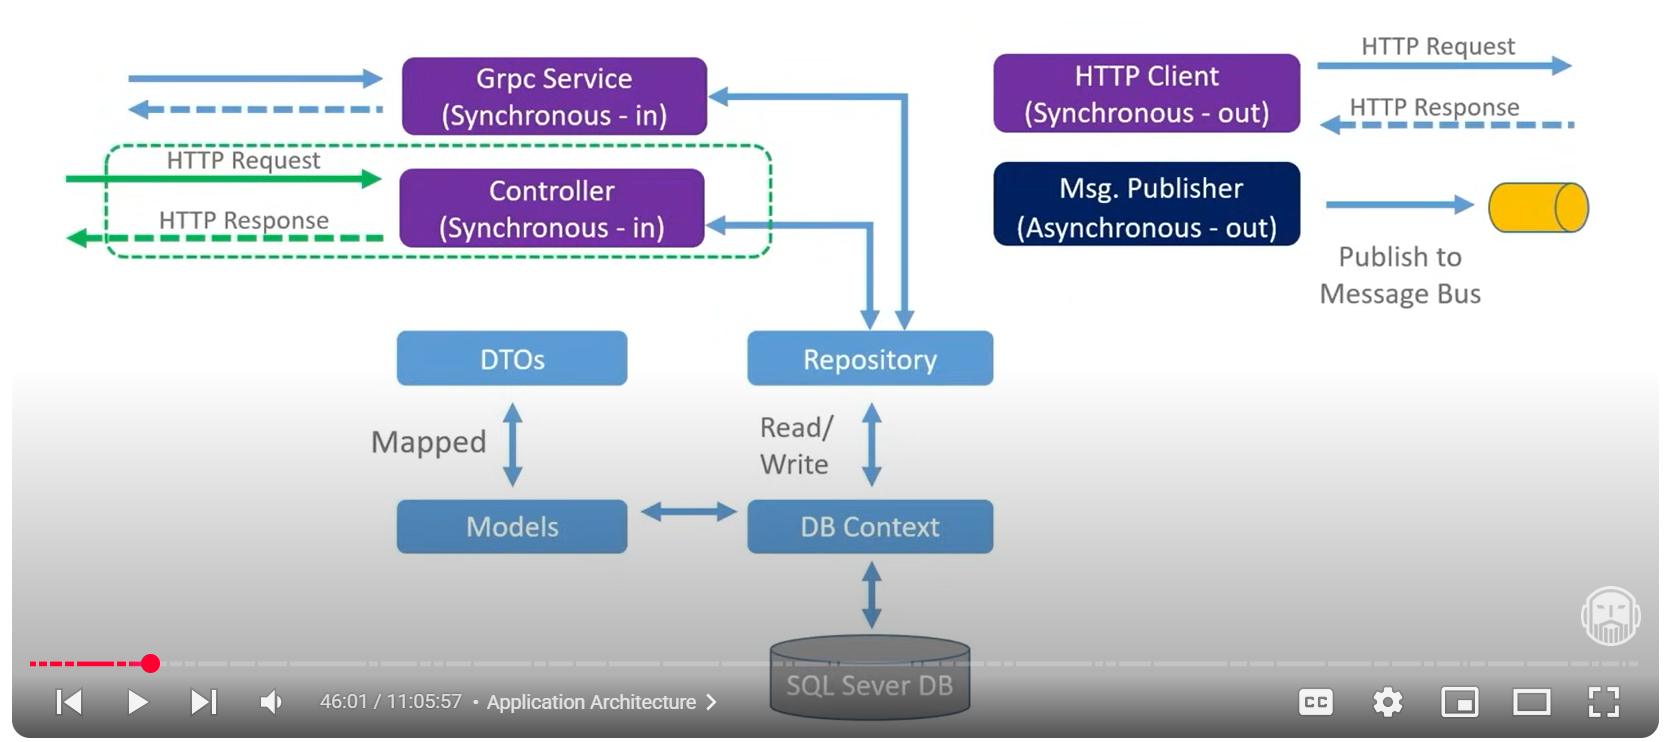 Grpc Service
(Synchronous - in)
HTTP Request
HTTP Response
Controller
(Synchronous - in)
HTTP Client
(Synchronous - out)
HTTP Request
HTTP Response
Msg. Publisher
(Asynchronous - out)
Publish to
Message Bus
DTOs
Repository
Mapped
Read/
Write
Models
DB Context
SQL Sever DB
46:01 / 11:05:57 • Application Architecture
CC